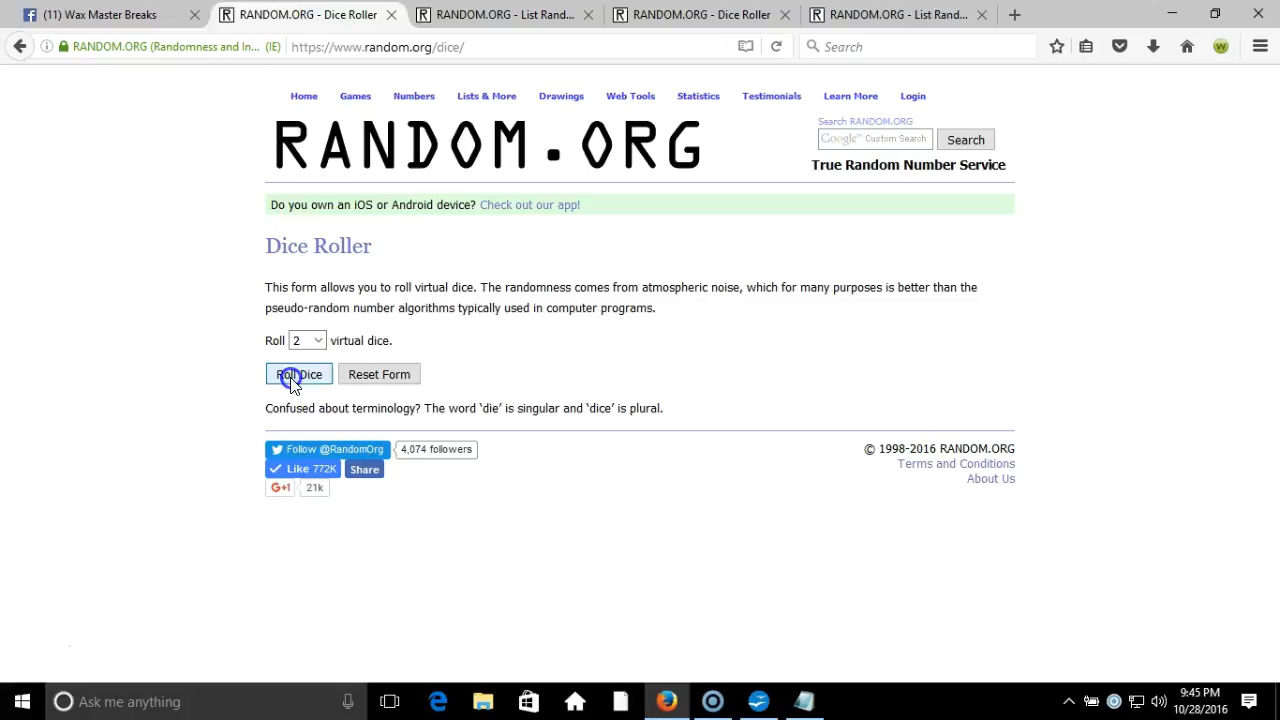 (11) Wax Master Breaks
RANDOM.ORG - Dice Roller
RANDOM.ORG - List Rand...
RANDOM.ORG - Dice Roller
RANDOM.ORG - List Rand...
RANDOM.ORG (Randomness and In... (IE)
https://www.random.org/dice/
Search
Home Games Numbers Lists & More Drawings Web Tools Statistics Testimonials Learn More Login
RANDOM.ORG
Search RANDOM.ORG
Google™ Custom Search
Search
True Random Number Service
Do you own an iOS or Android device? Check out our app!
Dice Roller
This form allows you to roll virtual dice. The randomness comes from atmospheric noise, which for many purposes is better than the
pseudo-random number algorithms typically used in computer programs.
Roll 2 virtual dice.
Roll Dice Reset Form
Confused about terminology? The word ‘die’ is singular and ‘dice’ is plural.
Follow @RandomOrg 4,074 followers
Like 772K Share
G+1 21k
© 1998-2016 RANDOM.ORG
Terms and Conditions
About Us
Ask me anything
9:45 PM
10/28/2016